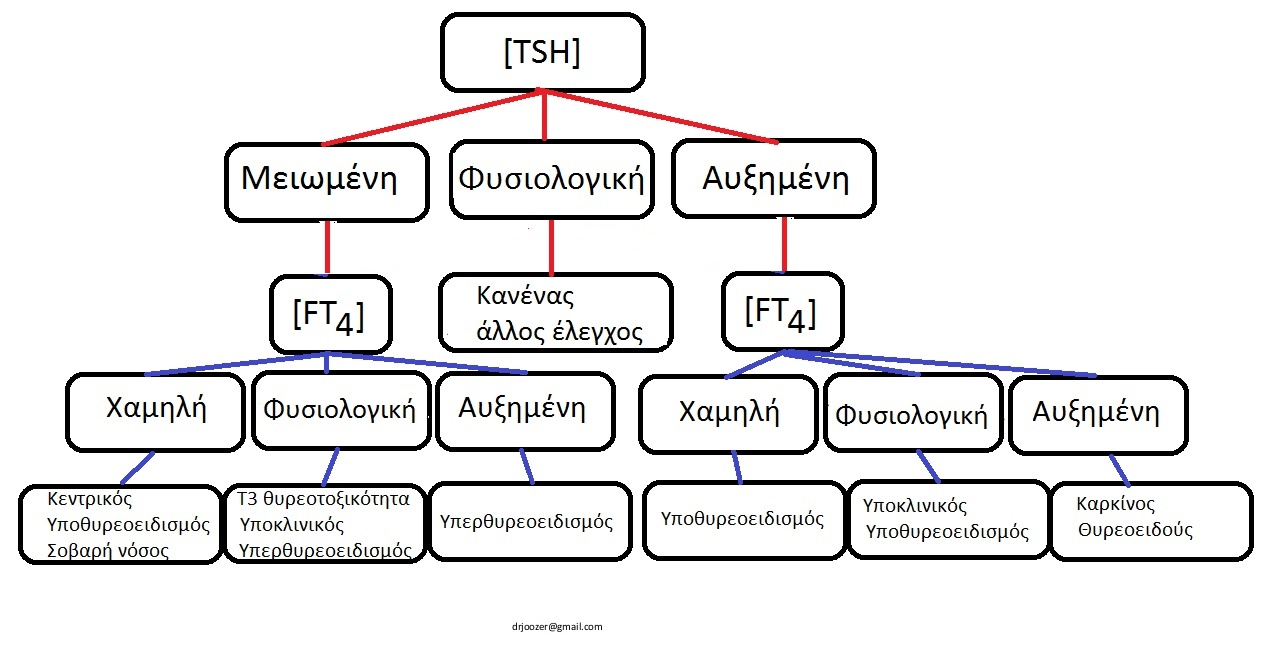 [TSH]
Μειωμένη
Φυσιολογική
Αυξημένη
[FT4]
Κανένας
άλλος έλεγχος
[FT4]
Χαμηλή
Φυσιολογική
Αυξημένη
Χαμηλή
Φυσιολογική
Αυξημένη
Κεντρικός
Υποθυρεοειδισμός
Σοβαρή νόσος
Τ3 θυρεοτοξικότητα
Υποκλινικός
Υπερθυρεοειδισμός
Υπερθυρεοειδισμός
Υποθυρεοειδισμός
Υποκλινικός
Υποθυρεοειδισμός
Καρκίνος
Θυρεοειδούς
drjoozer@gmail.com